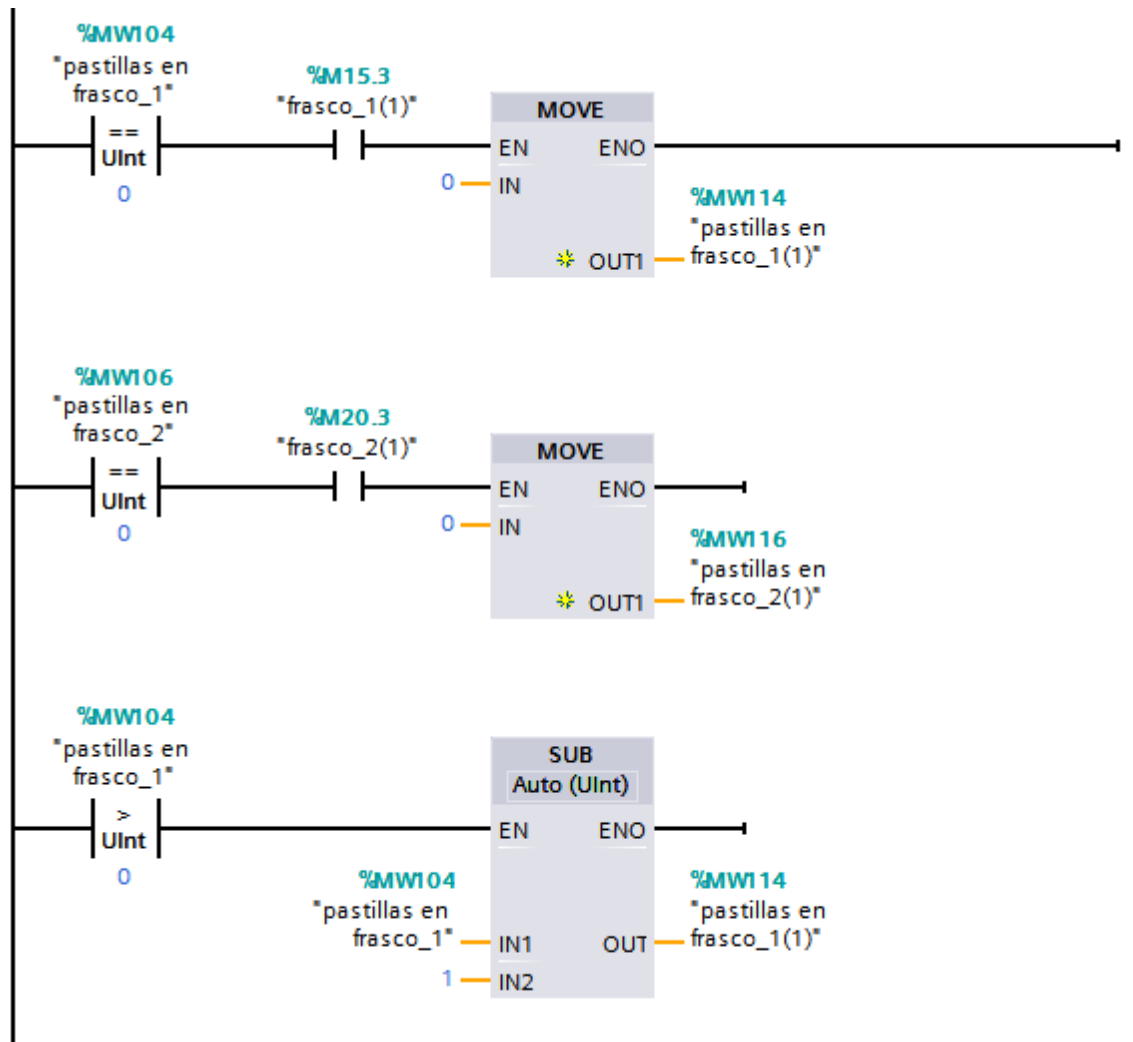 %MW104
"pastillas en
frasco_1"
==
UInt
0
%M15.3
"frasco_1(1)"
MOVE
EN ENO
0 IN
%MW114
"pastillas en
frasco_1(1)"
OUT1
%MW106
"pastillas en
frasco_2"
==
UInt
0
%M20.3
"frasco_2(1)"
MOVE
EN ENO
0 IN
%MW116
"pastillas en
frasco_2(1)"
OUT1
%MW104
"pastillas en
frasco_1"
>
UInt
0
SUB
Auto (UInt)
EN ENO
%MW104
"pastillas en
frasco_1"
IN1
1 IN2
OUT
%MW114
"pastillas en
frasco_1(1)"